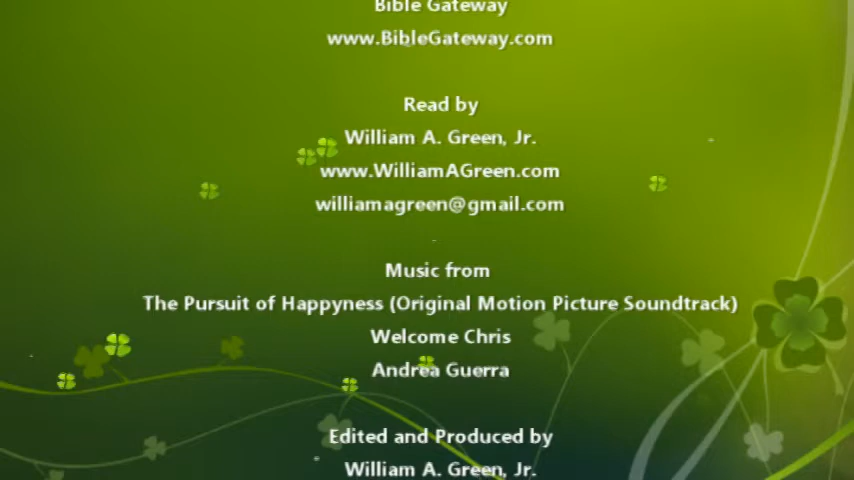 Bible Gateway
www.BibleGateway.com
Read by
William A. Green, Jr.
www.WilliamAGreen.com
williamagreen@gmail.com
Music from
The Pursuit of Happyness (Original Motion Picture Soundtrack)
Welcome Chris
Andrea Guerra
Edited and Produced by
William A. Green, Jr.